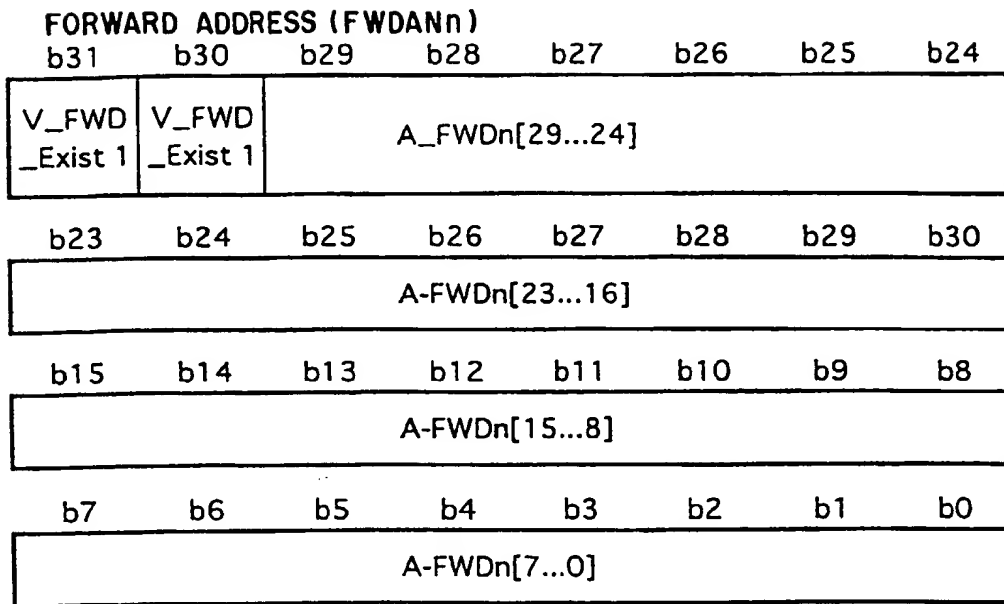 FORWARD ADDRESS (FWDANn)
b31 b30 b29 b28 b27 b26 b25 b24
V_FWD V_FWD
_Exist 1 _Exist 1
A_FWDn[29...24]
b23 b24 b25 b26 b27 b28 b29 b30
A-FWDn[23...16]
b15 b14 b13 b12 b11 b10 b9 b8
A-FWDn[15...8]
b7 b6 b5 b4 b3 b2 b1 b0
A-FWDn[7...0]